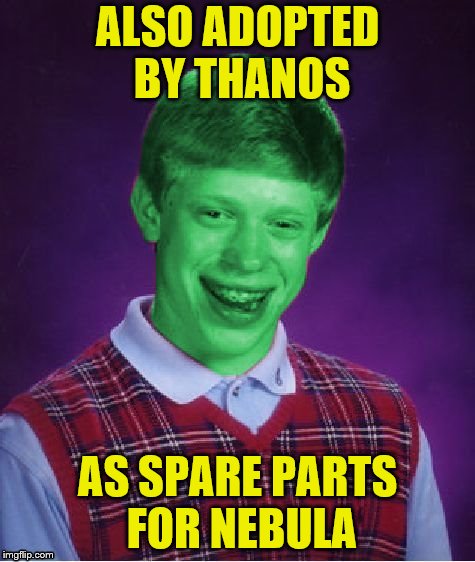 ALSO ADOPTED
BY THANOS
AS SPARE PARTS
FOR NEBULA
imgflip.com